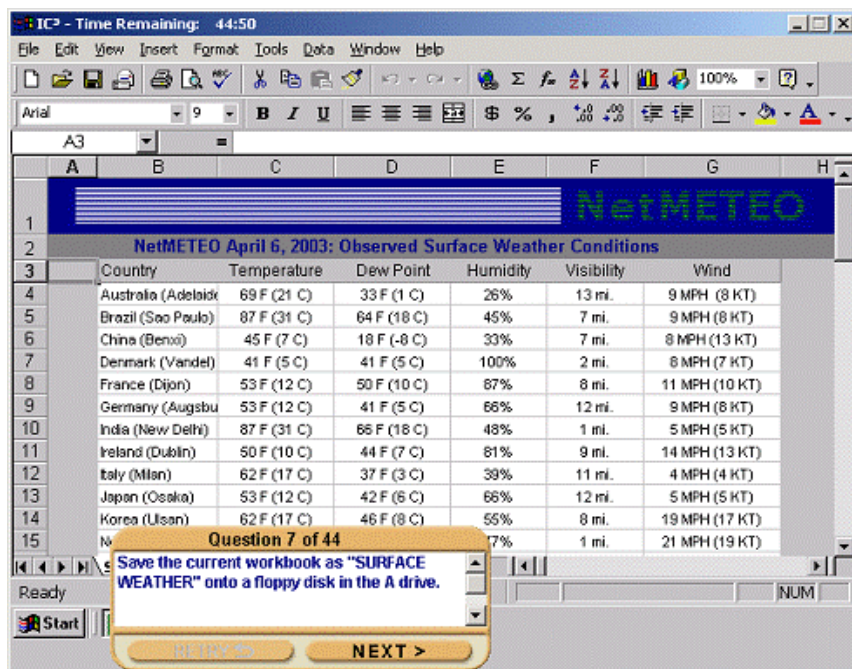 IC³ - Time Remaining: 44:50
File Edit View Insert Format Tools Data Window Help
100%
Arial 9 B I U $ % ,
A3 =
A B C D E F G H
1 NetMETEO
2 NetMETEO April 6, 2003: Observed Surface Weather Conditions
3 Country Temperature Dew Point Humidity Visibility Wind
4 Australia (Adelaide 69 F (21 C) 33 F (1 C) 26% 13 mi. 9 MPH (8 KT)
5 Brazil (Sao Paulo) 87 F (31 C) 64 F (18 C) 45% 7 mi. 9 MPH (8 KT)
6 China (Benxi) 45 F (7 C) 18 F (-8 C) 33% 7 mi. 8 MPH (13 KT)
7 Denmark (Vandel) 41 F (5 C) 41 F (5 C) 100% 2 mi. 8 MPH (7 KT)
8 France (Dijon) 53 F (12 C) 50 F (10 C) 87% 8 mi. 11 MPH (10 KT)
9 Germany (Augsbu 53 F (12 C) 41 F (5 C) 66% 12 mi. 9 MPH (8 KT)
10 India (New Delhi) 87 F (31 C) 66 F (18 C) 48% 1 mi. 5 MPH (5 KT)
11 Ireland (Dublin) 50 F (10 C) 44 F (7 C) 81% 9 mi. 14 MPH (13 KT)
12 Italy (Milan) 62 F (17 C) 37 F (3 C) 39% 11 mi. 4 MPH (4 KT)
13 Japan (Osaka) 53 F (12 C) 42 F (6 C) 66% 12 mi. 5 MPH (5 KT)
14 Korea (Ulsan) 62 F (17 C) 46 F (8 C) 55% 8 mi. 19 MPH (17 KT)
15 7% 1 mi. 21 MPH (19 KT)
Question 7 of 44
Save the current workbook as "SURFACE
WEATHER" onto a floppy disk in the A drive.
Ready NUM
Start
NEXT >